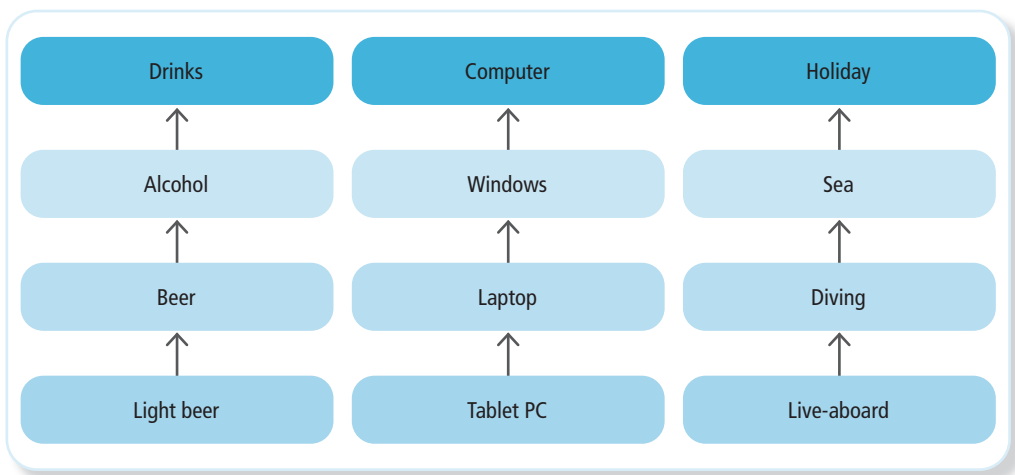 Drinks
Computer
Holiday
Alcohol
Windows
Sea
Beer
Laptop
Diving
Light beer
Tablet PC
Live-aboard